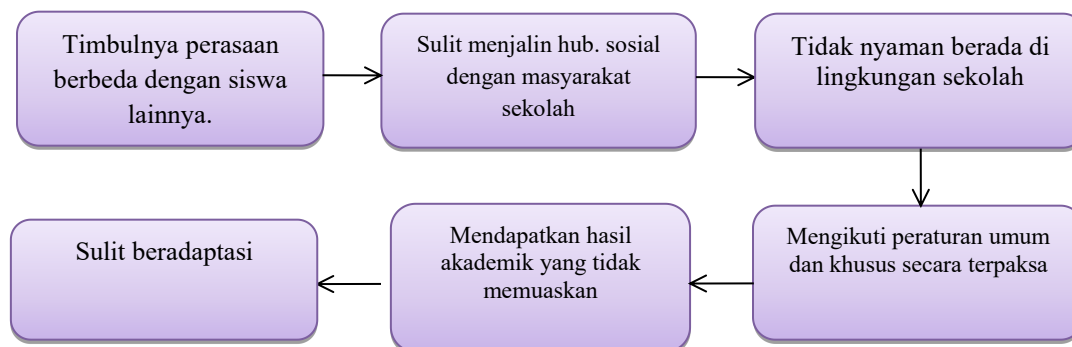 Timbulnya perasaan
berbeda dengan siswa
lainnya.
Sulit menjalin hub. sosial
dengan masyarakat
sekolah
Tidak nyaman berada di
lingkungan sekolah
Mengikuti peraturan umum
dan khusus secara terpaksa
Mendapatkan hasil
akademik yang tidak
memuaskan
Sulit beradaptasi